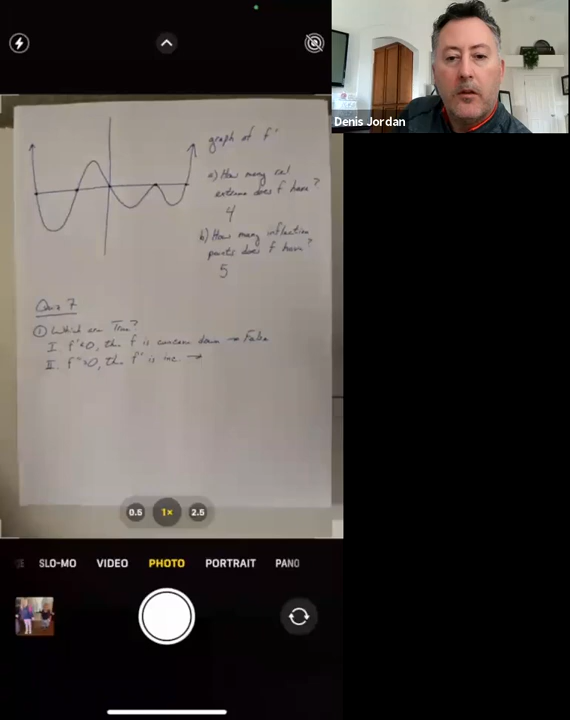 Denis Jordan
graph of f'
a) How many rel
extrema does f have?
4
b) How many inflection
points does f have?
5
Quiz 7
① Which are True?
I. f'<0, then f is concave down → False
II. f">0, then f' is inc. →
0.5 1× 2.5
SLO-MO VIDEO PHOTO PORTRAIT PANO